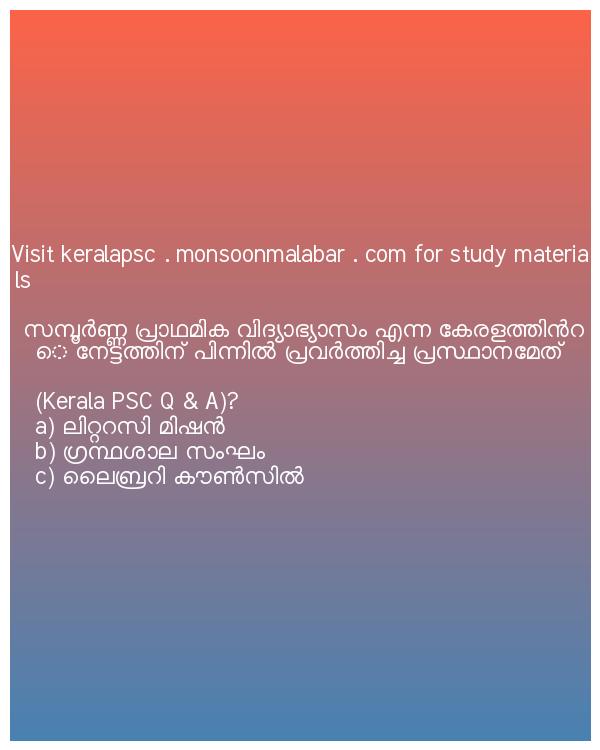 Visit keralapsc . monsoonmalabar . com for study materia
ls
സമ്പൂർണ്ണ പ്രാഥമിക വിദ്യാഭ്യാസം എന്ന കേരളത്തിൻറ
െ നേട്ടത്തിന് പിന്നിൽ പ്രവർത്തിച്ച പ്രസ്ഥാനമേത്
(Kerala PSC Q & A)?
a) ലിറ്ററസി മിഷൻ
b) ഗ്രന്ഥശാല സംഘം
c) ലൈബ്രറി കൗൺസിൽ